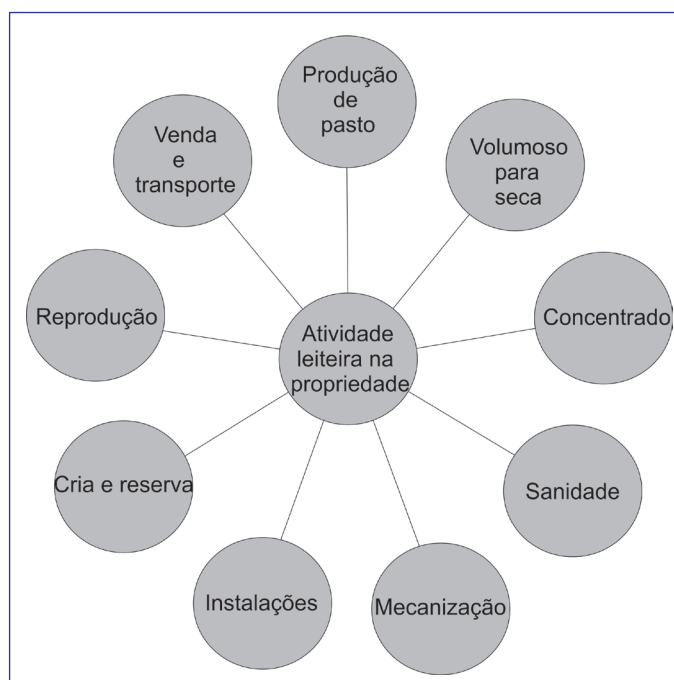 Produção
de
pasto
Volumoso
para
seca
Concentrado
Sanidade
Mecanização
Instalações
Cria e reserva
Reprodução
Venda
e
transporte
Atividade
leiteira na
propriedade